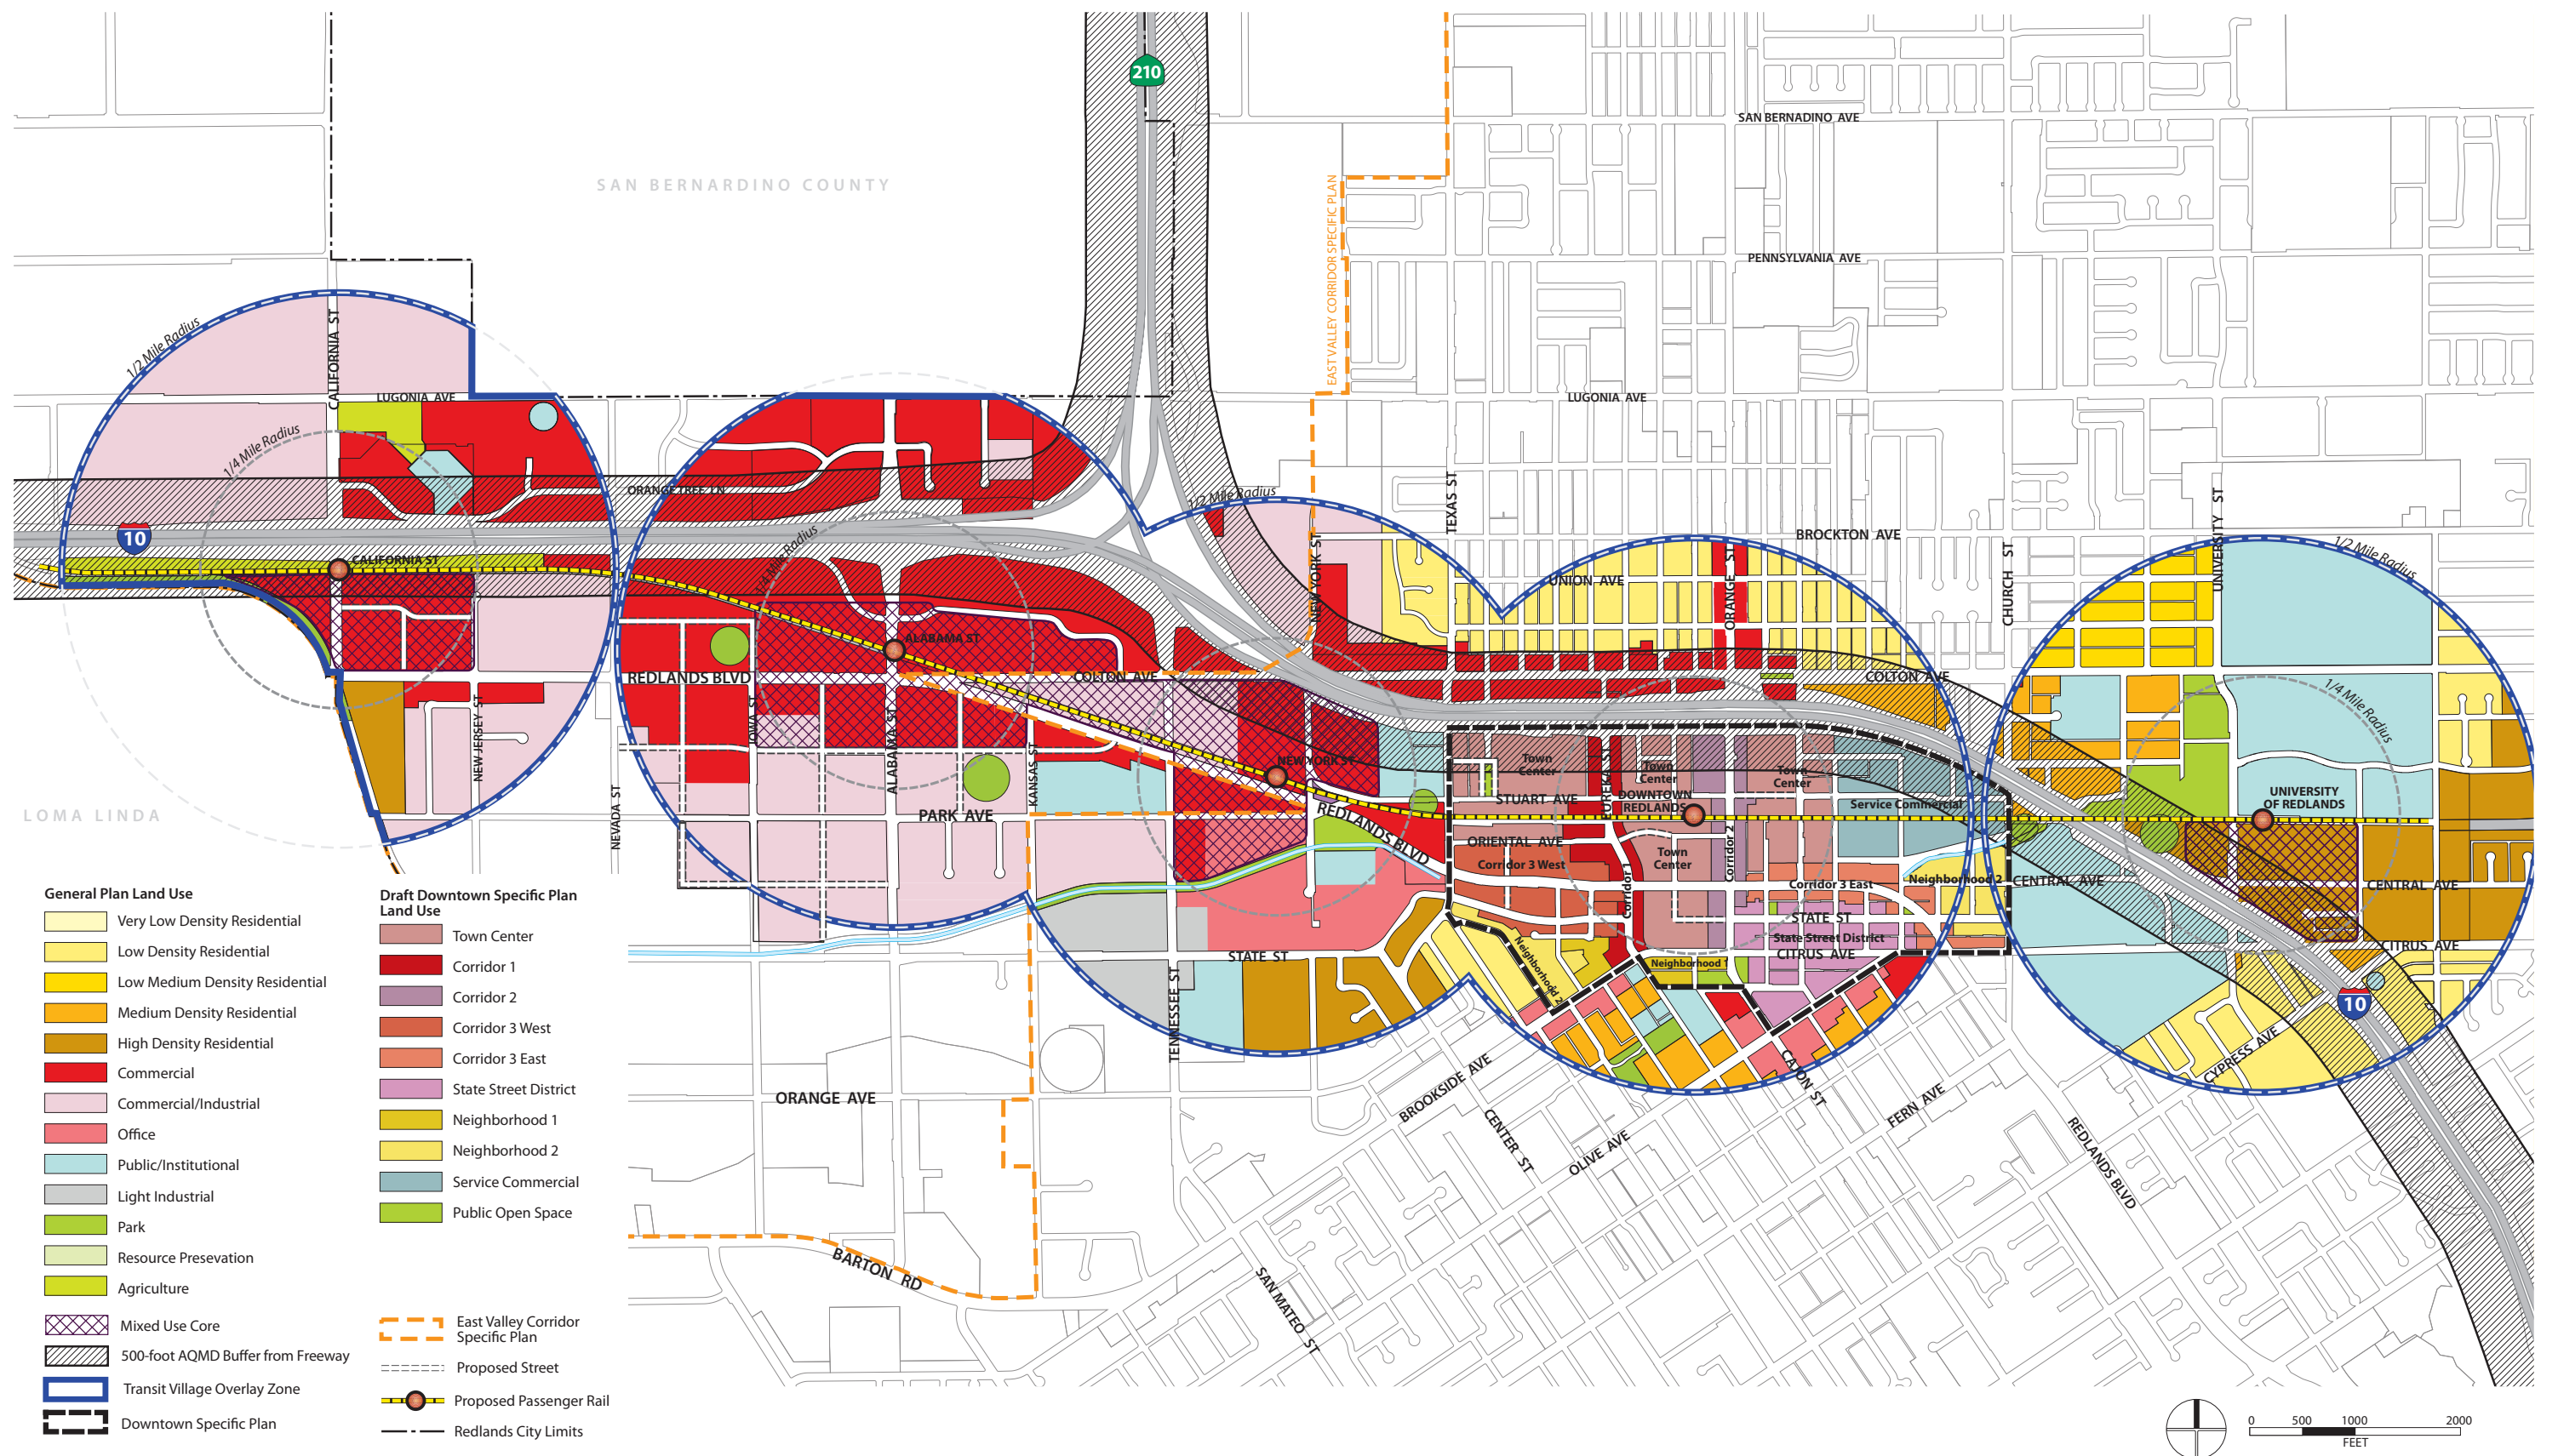 210
SAN BERNADINO AVE
SAN BERNARDINO COUNTY
EAST VALLEY CORRIDOR SPECIFIC PLAN
PENNSYLVANIA AVE
1/2 Mile Radius
CALIFORNIA ST
LUGONIA AVE
LUGONIA AVE
1/4 Mile Radius
ORANGE TREE LN
1/2 Mile Radius
TEXAS ST
UNIVERSITY ST
10
CALIFORNIA ST
1/4 Mile Radius
NEW YORK ST
UNION AVE
ORANGE ST
BROCKTON AVE
CHURCH ST
1/2 Mile Radius
ALABAMA ST
REDLANDS BLVD
COLTON AVE
COLTON AVE
1/4 Mile Radius
NEW JERSEY ST
IOWA ST
ALABAMA ST
KANSAS ST
NEW YORK ST
Town
Center
EUREKA ST
Town
Center
Town
Center
STUART AVE
DOWNTOWN
REDLANDS
Service Commercial
UNIVERSITY
OF REDLANDS
LOMA LINDA
NEVADA ST
PARK AVE
REDLANDS BLVD
ORIENTAL AVE
Corridor 3 West
Corridor 1
Town
Center
Corridor 2
Corridor 3 East
Neighborhood 2
CENTRAL AVE
CENTRAL AVE
STATE ST
State Street District
CITRUS AVE
CITRUS AVE
STATE ST
Neighborhood 2
Neighborhood 1
TENNESSEE ST
10
CYPRESS AVE
BROOKSIDE AVE
CAJON ST
ORANGE AVE
CENTER ST
OLIVE AVE
FERN AVE
REDLANDS BLVD
BARTON RD
SAN MATEO ST
General Plan Land Use
Very Low Density Residential
Low Density Residential
Low Medium Density Residential
Medium Density Residential
High Density Residential
Commercial
Commercial/Industrial
Office
Public/Institutional
Light Industrial
Park
Resource Presevation
Agriculture
Mixed Use Core
500-foot AQMD Buffer from Freeway
Transit Village Overlay Zone
Downtown Specific Plan
Draft Downtown Specific Plan
Land Use
Town Center
Corridor 1
Corridor 2
Corridor 3 West
Corridor 3 East
State Street District
Neighborhood 1
Neighborhood 2
Service Commercial
Public Open Space
East Valley Corridor
Specific Plan
Proposed Street
Proposed Passenger Rail
Redlands City Limits
0 500 1000 2000
FEET